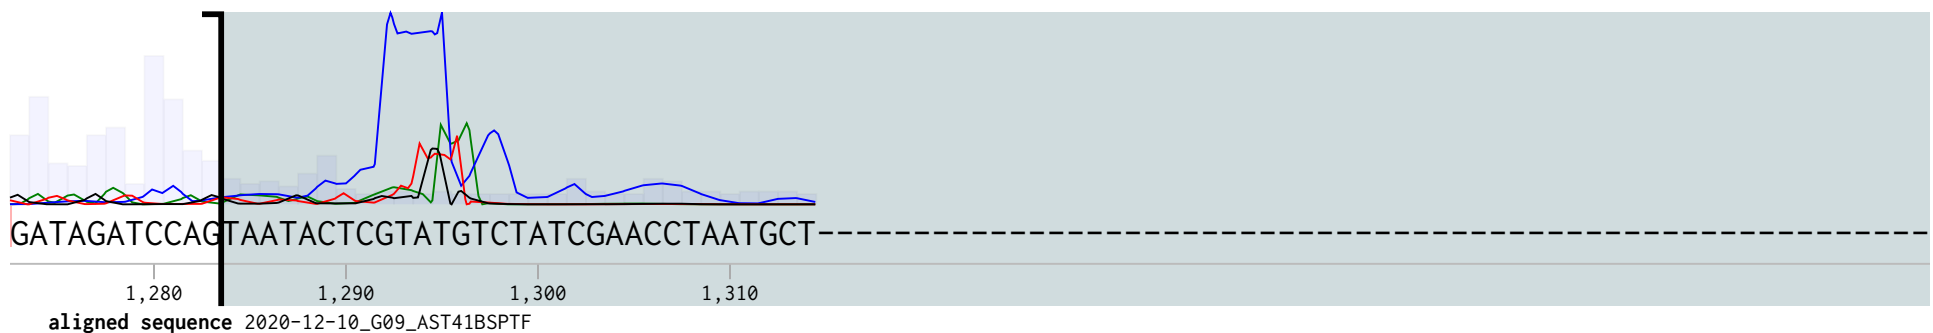 GATAGATCCAGTAATACTCGTATGTCTATCGAACCTAATGCT----------------------------------------------------------
1,280 1,290 1,300 1,310
aligned sequence 2020-12-10_G09_AST41BSPTF